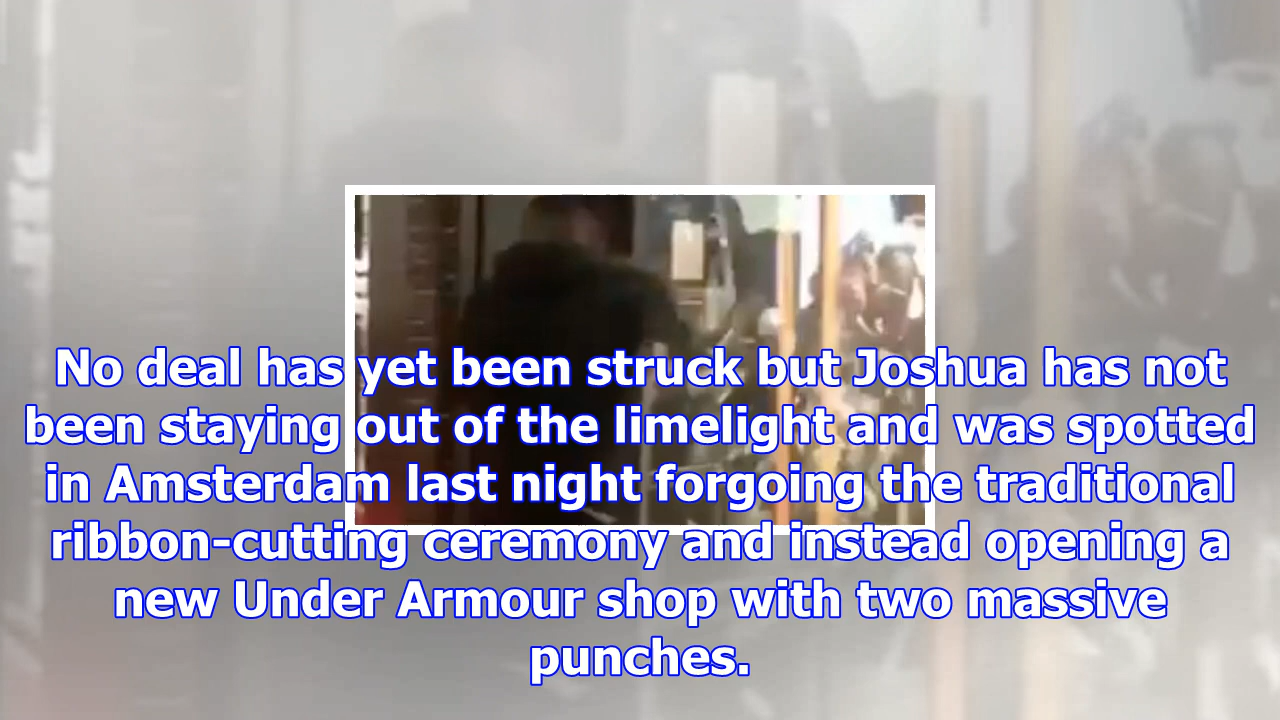 No deal has yet been struck but Joshua has not
been staying out of the limelight and was spotted
in Amsterdam last night forgoing the traditional
ribbon-cutting ceremony and instead opening a
new Under Armour shop with two massive
punches.